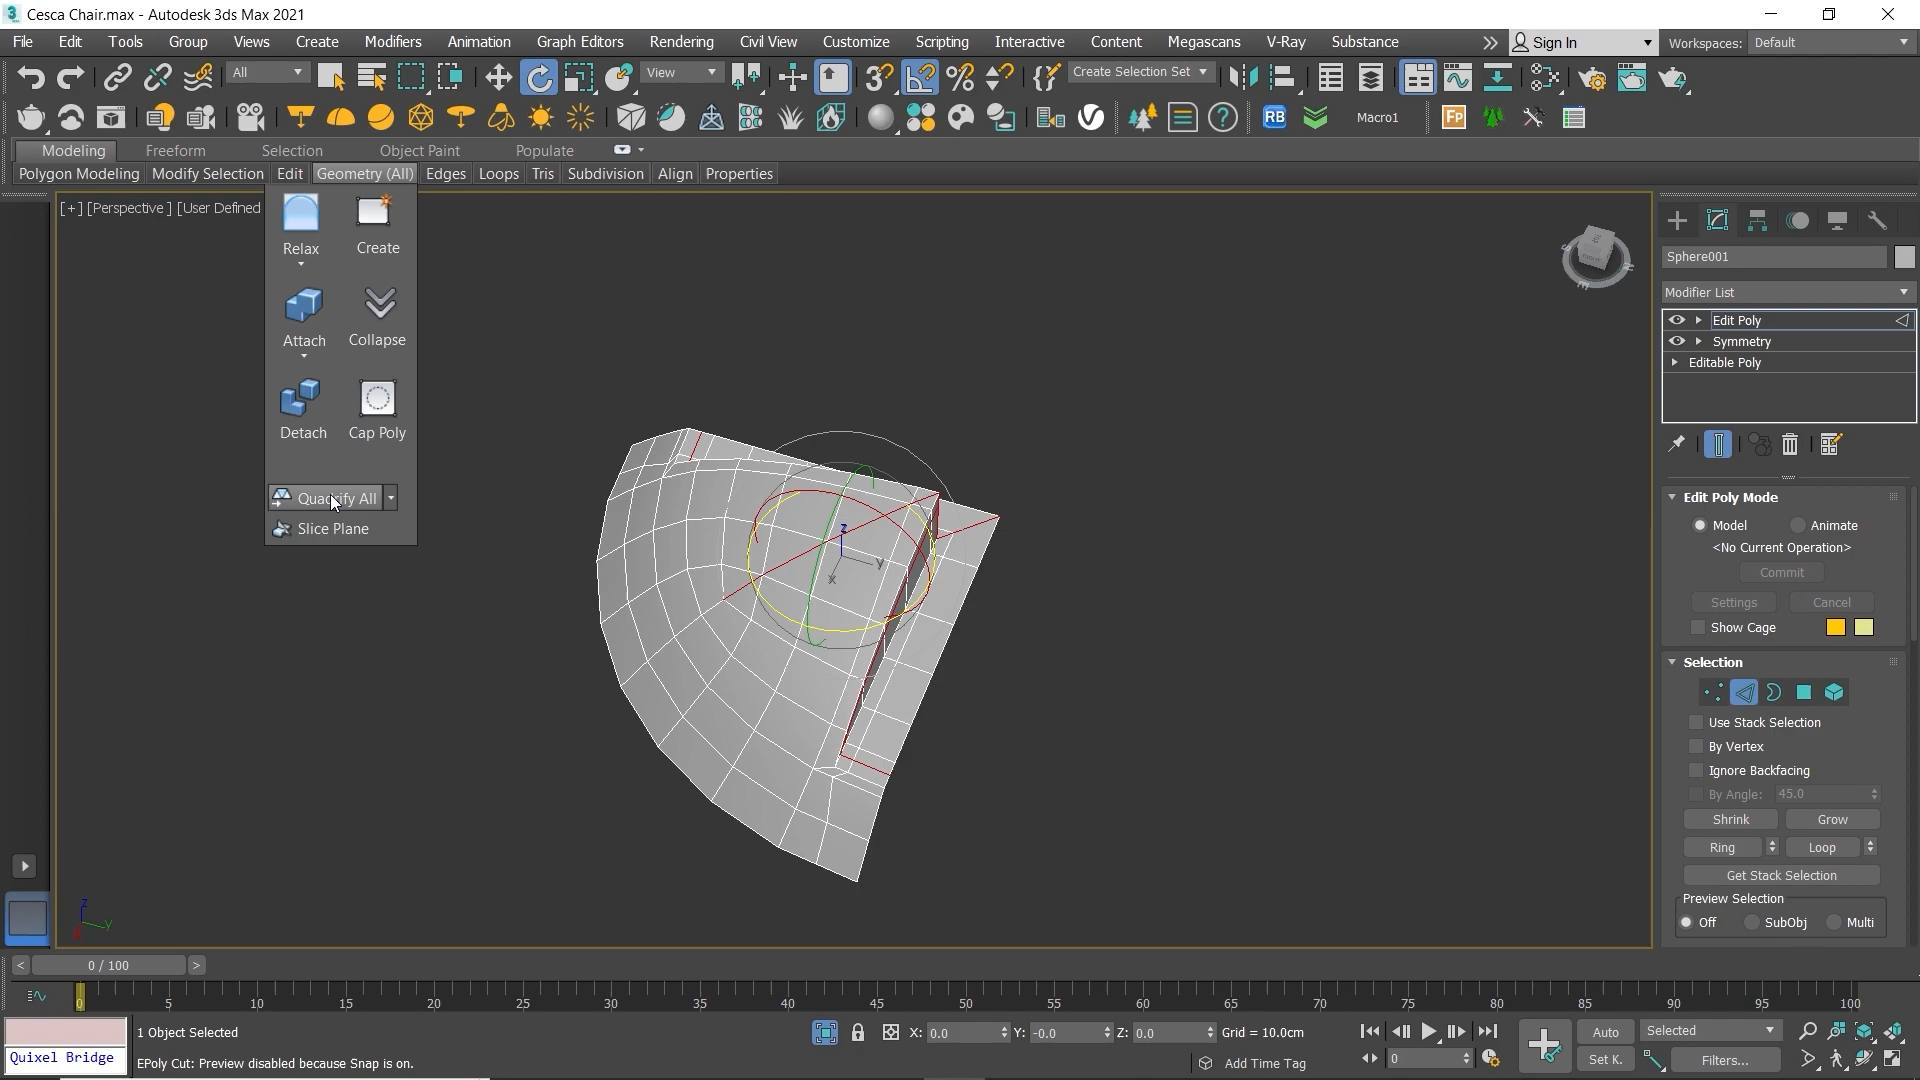 Cesca Chair.max - Autodesk 3ds Max 2021
File Edit Tools Group Views Create Modifiers Animation Graph Editors Rendering Civil View Customize Scripting Interactive Content Megascans V-Ray Substance Sign In Workspaces: Default
All View Create Selection Set
RB Macro1 FP
Modeling Freeform Selection Object Paint Populate
Polygon Modeling Modify Selection Edit Geometry (All) Edges Loops Tris Subdivision Align Properties
[+] [Perspective ] [User Defined
Relax Create
Attach Collapse
Detach Cap Poly
Quadrify All
Slice Plane
z
y
x
z
y
x
Sphere001
Modifier List
Edit Poly
Symmetry
Editable Poly
Edit Poly Mode
Model Animate
<No Current Operation>
Commit
Settings Cancel
Show Cage
Selection
Use Stack Selection
By Vertex
Ignore Backfacing
By Angle: 45.0
Shrink Grow
Ring Loop
Get Stack Selection
Preview Selection
Off SubObj Multi
< 0 / 100 >
0 5 10 15 20 25 30 35 40 45 50 55 60 65 70 75 80 85 90 95 100
1 Object Selected X: 0.0 Y: -0.0 Z: 0.0 Grid = 10.0cm Auto Selected
Quixel Bridge EPoly Cut: Preview disabled because Snap is on. Add Time Tag 0 Set K. Filters...